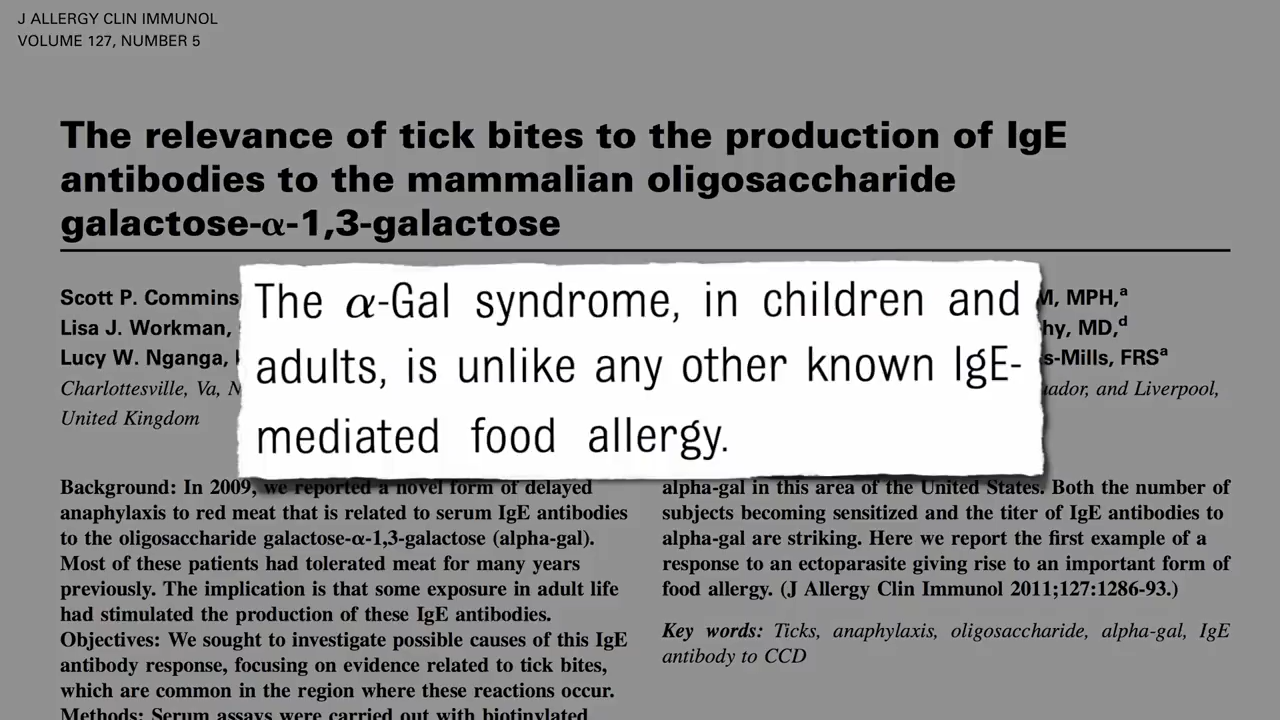 J ALLERGY CLIN IMMUNOL
VOLUME 127, NUMBER 5
The relevance of tick bites to the production of IgE
antibodies to the mammalian oligosaccharide
galactose-α-1,3-galactose
Scott P. Commins
M, MPH,a
Lisa J. Workman,
hy, MD,d
Lucy W. Nganga,
s-Mills, FRSa
Charlottesville, Va, N
uador, and Liverpool,
United Kingdom
The α-Gal syndrome, in children and
adults, is unlike any other known IgE-
mediated food allergy.
Background: In 2009, we reported a novel form of delayed
anaphylaxis to red meat that is related to serum IgE antibodies
to the oligosaccharide galactose-α-1,3-galactose (alpha-gal).
Most of these patients had tolerated meat for many years
previously. The implication is that some exposure in adult life
had stimulated the production of these IgE antibodies.
Objectives: We sought to investigate possible causes of this IgE
antibody response, focusing on evidence related to tick bites,
which are common in the region where these reactions occur.
Methods: Serum assays were carried out with biotinylated
alpha-gal in this area of the United States. Both the number of
subjects becoming sensitized and the titer of IgE antibodies to
alpha-gal are striking. Here we report the first example of a
response to an ectoparasite giving rise to an important form of
food allergy. (J Allergy Clin Immunol 2011;127:1286-93.)
Key words: Ticks, anaphylaxis, oligosaccharide, alpha-gal, IgE
antibody to CCD